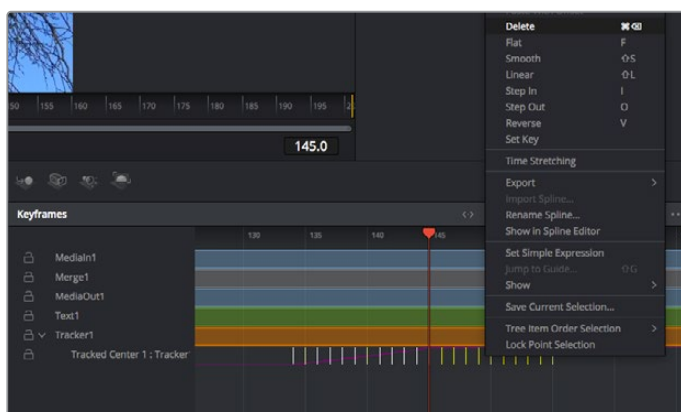 Delete ⌘⌫
Flat F
Smooth ⇧S
Linear ⇧L
Step In I
Step Out O
Reverse V
Set Key
Time Stretching
Export
Import Spline...
Rename Spline...
Show in Spline Editor
Set Simple Expression
Jump to Guide... ⇧G
Show
Save Current Selection...
Tree Item Order Selection
Lock Point Selection
50 155 160 165 170 175 180 185 190 195 2
145.0
Keyframes
130 135 140 145
MediaIn1
Merge1
MediaOut1
Text1
Tracker1
Tracked Center 1 : Tracker